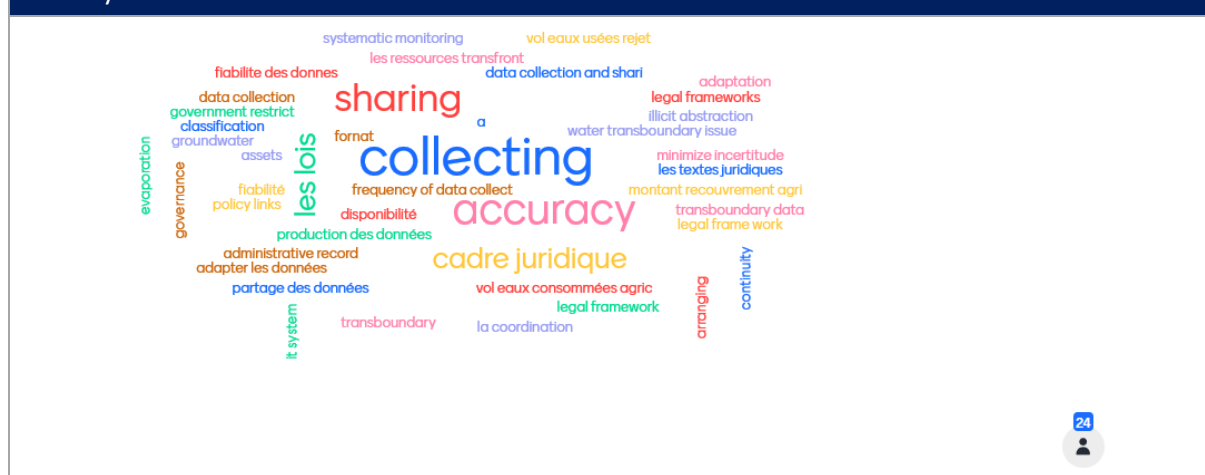 systematic monitoring
vol eaux usées rejet
les ressources transfront
fiabilite des donnes
data collection and shari
adaptation
data collection
sharing
legal frameworks
government restrict
illicit abstraction
classification
a
water transboundary issue
groundwater
fornat
evaporation
assets
les lois
collecting
minimize incertitude
governance
les textes juridiques
fiabilité
frequency of data collect
montant recouvrement agri
policy links
disponibilité
accuracy
transboundary data
legal frame work
production des données
administrative record
cadre juridique
continuity
adapter les données
partage des données
vol eaux consommées agric
arranging
legal framework
it system
transboundary
la coordination
24